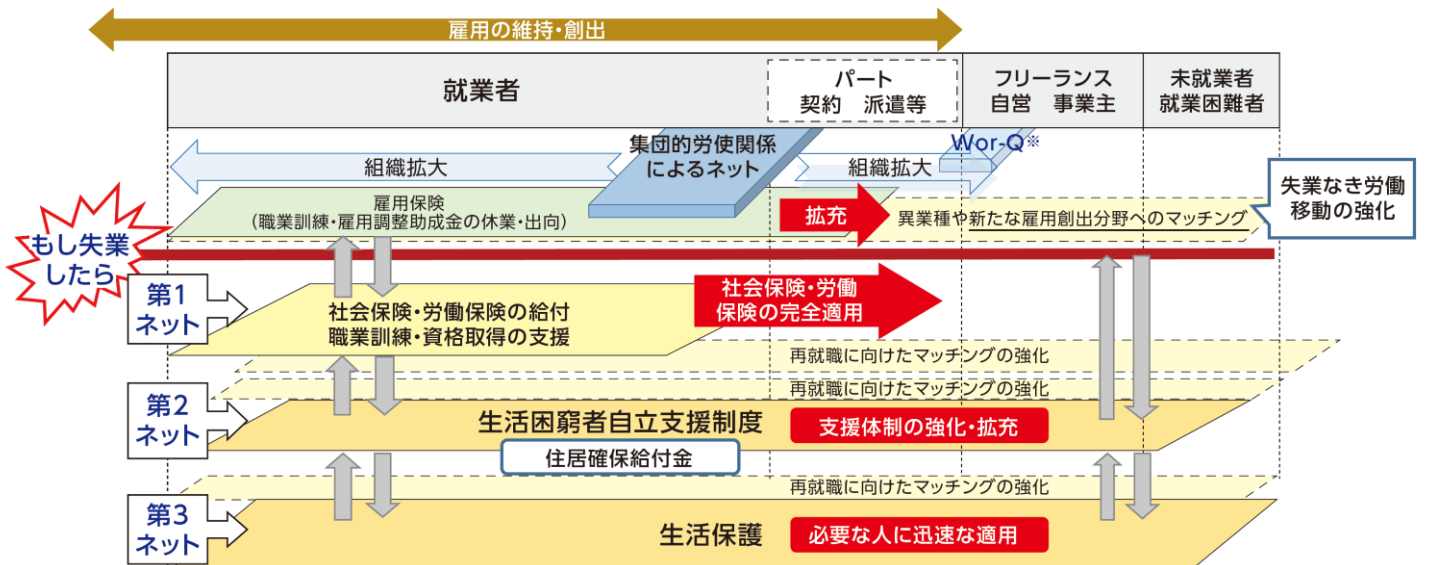 雇用の維持・創出
就業者
パート
契約　派遣等
フリーランス
自営　事業主
未就業者
就業困難者
組織拡大
集団的労使関係
によるネット
組織拡大
Wor-Q※
雇用保険
（職業訓練・雇用調整助成金の休業・出向）
拡充
異業種や新たな雇用創出分野へのマッチング
失業なき労働
移動の強化
もし失業
したら
第1
ネット
社会保険・労働保険の給付
職業訓練・資格取得の支援
社会保険・労働
保険の完全適用
再就職に向けたマッチングの強化
再就職に向けたマッチングの強化
第2
ネット
生活困窮者自立支援制度
支援体制の強化・拡充
住居確保給付金
再就職に向けたマッチングの強化
第3
ネット
生活保護
必要な人に迅速な適用